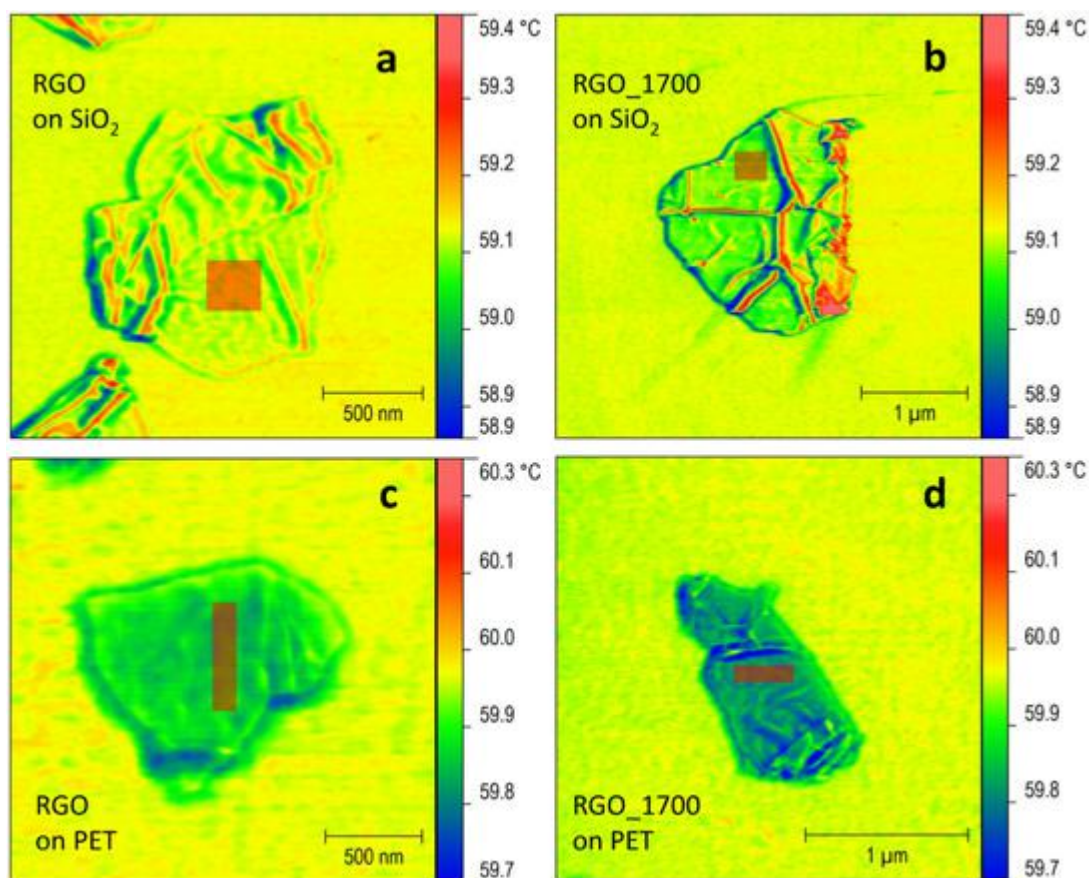 a
RGO
on SiO₂
500 nm
59.4 °C
59.3
59.2
59.1
59.0
58.9
58.9
b
RGO_1700
on SiO₂
1 µm
59.4 °C
59.3
59.2
59.1
59.0
58.9
58.9
c
RGO
on PET
500 nm
60.3 °C
60.1
60.0
59.9
59.8
59.7
d
RGO_1700
on PET
1 µm
60.3 °C
60.1
60.0
59.9
59.8
59.7